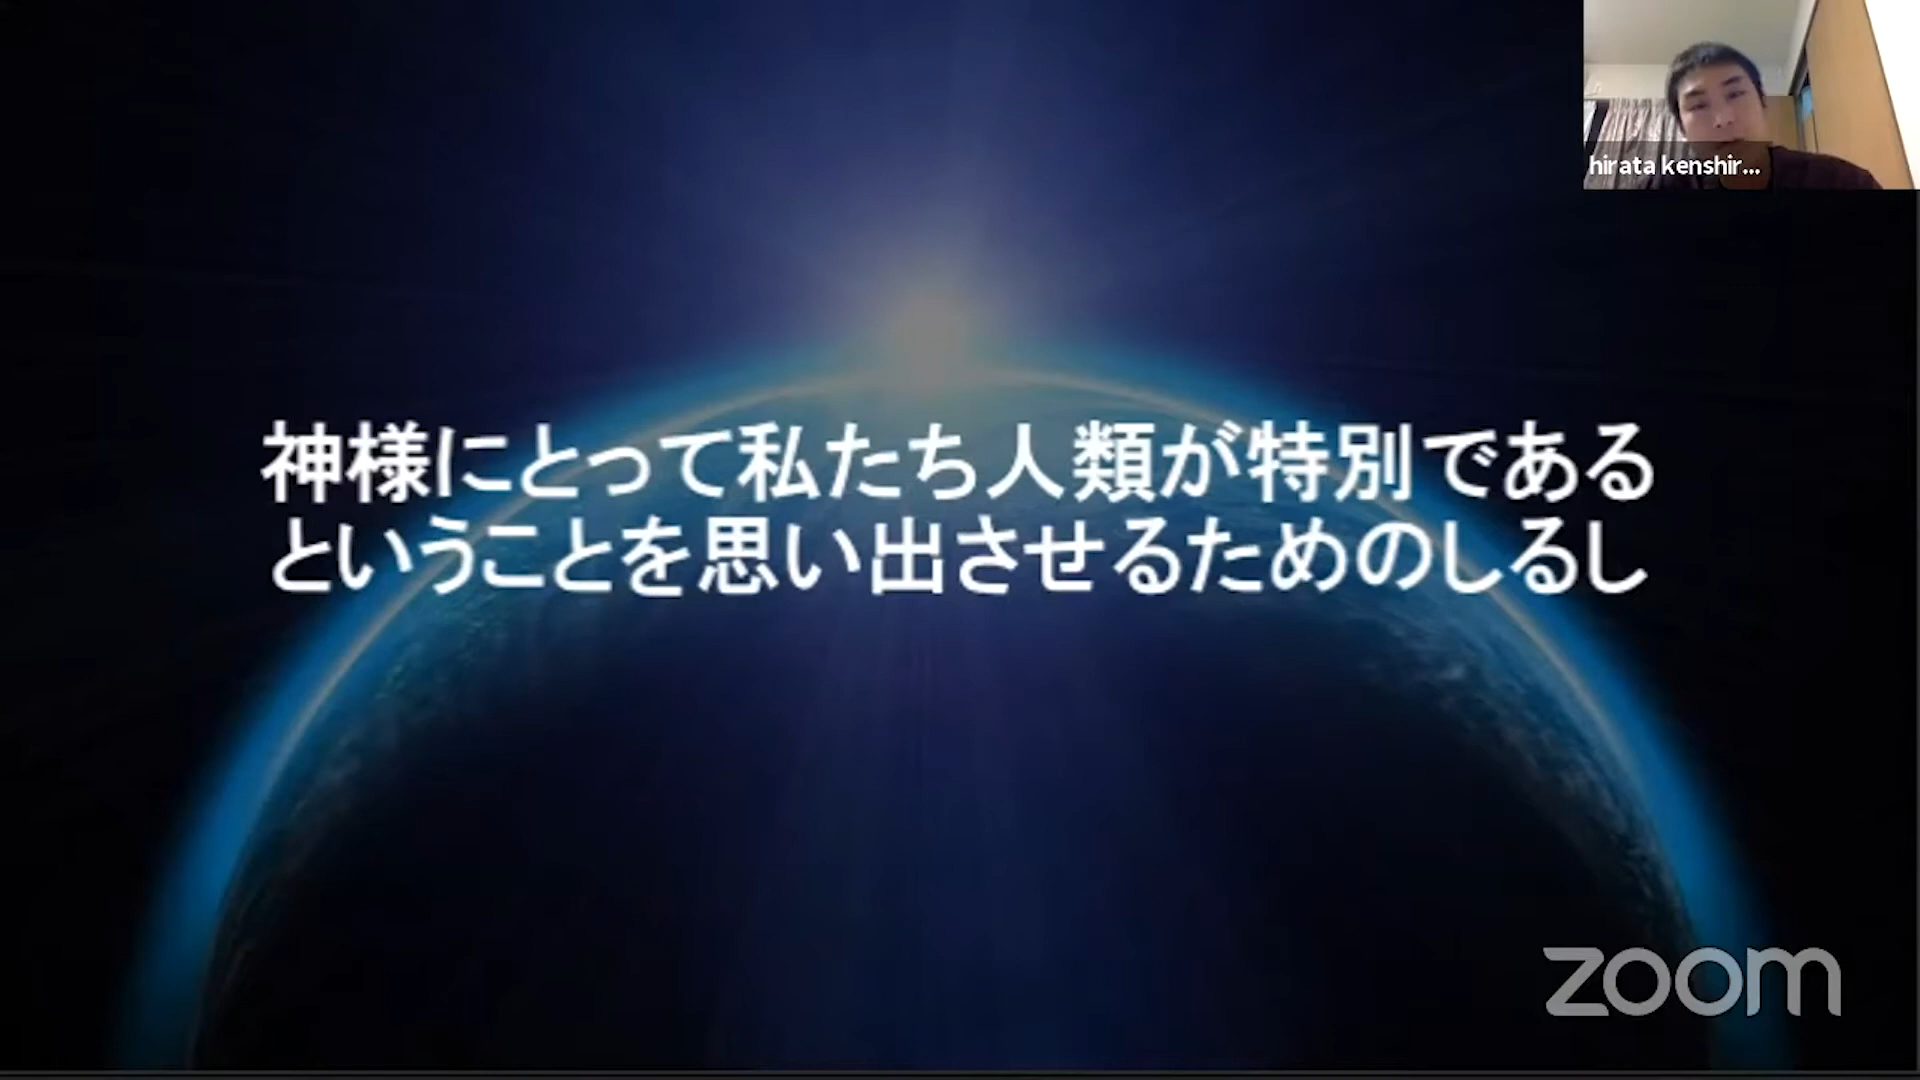 hirata kenshir...
神様にとって私たち人類が特別である
ということを思い出させるためのしるし
zoom